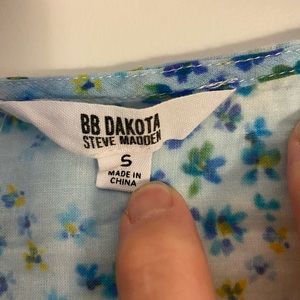 BB DAKOTA
STEVE MADDEN
S
MADE IN
CHINA